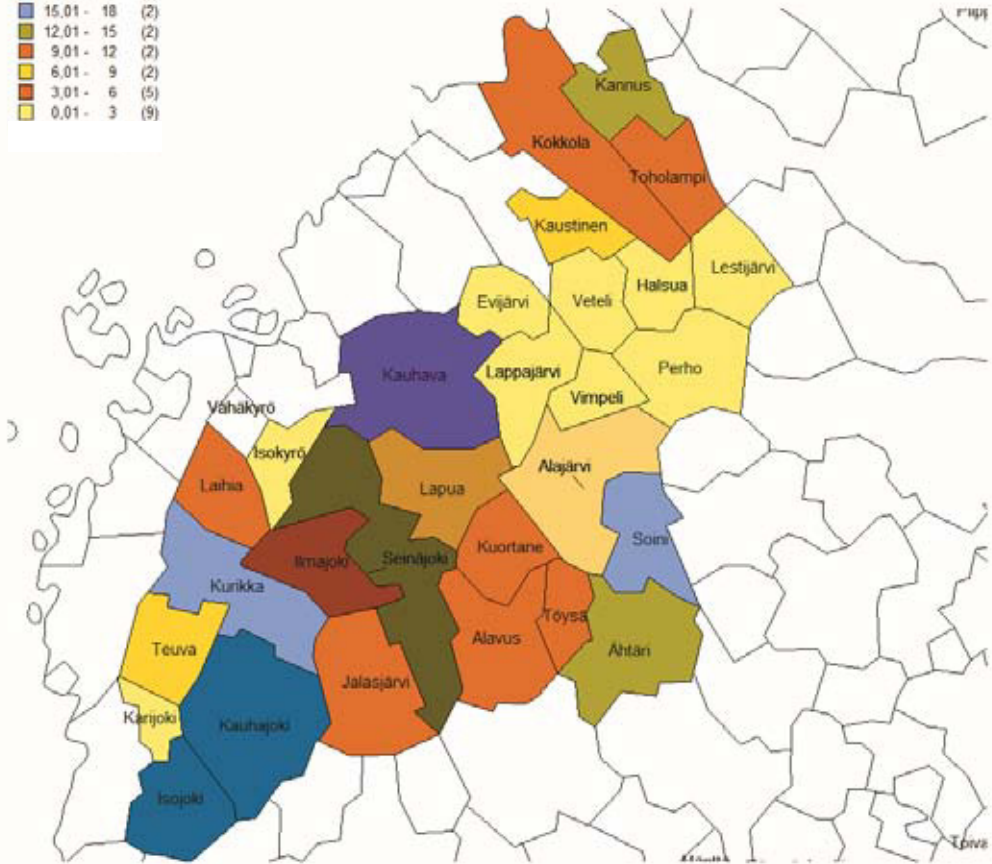 15,01 - 18 (2)
12,01 - 15 (2)
9,01 - 12 (2)
6,01 - 9 (2)
3,01 - 6 (5)
0,01 - 3 (9)
Kannus
Kokkola
Toholampi
Kaustinen
Lestijärvi
Halsua
Evijärvi
Veteli
Perho
Kauhava
Lappajärvi
Vimpeli
Vähäkyrö
Isokyrö
Alajärvi
Laihia
Lapua
Soini
Kuortane
Seinäjoki
Ilmajoki
Kurikka
Töysä
Alavus
Ähtäri
Teuva
Jalasjärvi
Karijoki
Kauhajoki
Isojoki